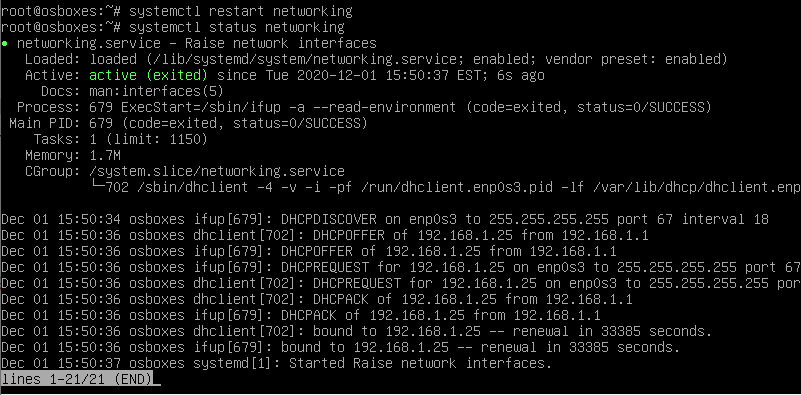 root@osboxes:~# systemctl restart networking
root@osboxes:~# systemctl status networking
● networking.service – Raise network interfaces
   Loaded: loaded (/lib/systemd/system/networking.service; enabled; vendor preset: enabled)
   Active: active (exited) since Tue 2020-12-01 15:50:37 EST; 6s ago
     Docs: man:interfaces(5)
  Process: 679 ExecStart=/sbin/ifup -a --read-environment (code=exited, status=0/SUCCESS)
 Main PID: 679 (code=exited, status=0/SUCCESS)
    Tasks: 1 (limit: 1150)
   Memory: 1.7M
   CGroup: /system.slice/networking.service
           └─702 /sbin/dhclient -4 -v -i -pf /run/dhclient.enp0s3.pid -lf /var/lib/dhcp/dhclient.enp
Dec 01 15:50:34 osboxes ifup[679]: DHCPDISCOVER on enp0s3 to 255.255.255.255 port 67 interval 18
Dec 01 15:50:36 osboxes dhclient[702]: DHCPOFFER of 192.168.1.25 from 192.168.1.1
Dec 01 15:50:36 osboxes ifup[679]: DHCPOFFER of 192.168.1.25 from 192.168.1.1
Dec 01 15:50:36 osboxes ifup[679]: DHCPREQUEST for 192.168.1.25 on enp0s3 to 255.255.255.255 port 67
Dec 01 15:50:36 osboxes dhclient[702]: DHCPREQUEST for 192.168.1.25 on enp0s3 to 255.255.255.255 por
Dec 01 15:50:36 osboxes dhclient[702]: DHCPACK of 192.168.1.25 from 192.168.1.1
Dec 01 15:50:36 osboxes ifup[679]: DHCPACK of 192.168.1.25 from 192.168.1.1
Dec 01 15:50:36 osboxes dhclient[702]: bound to 192.168.1.25 -- renewal in 33385 seconds.
Dec 01 15:50:36 osboxes ifup[679]: bound to 192.168.1.25 -- renewal in 33385 seconds.
Dec 01 15:50:37 osboxes systemd[1]: Started Raise network interfaces.
lines 1-21/21 (END)